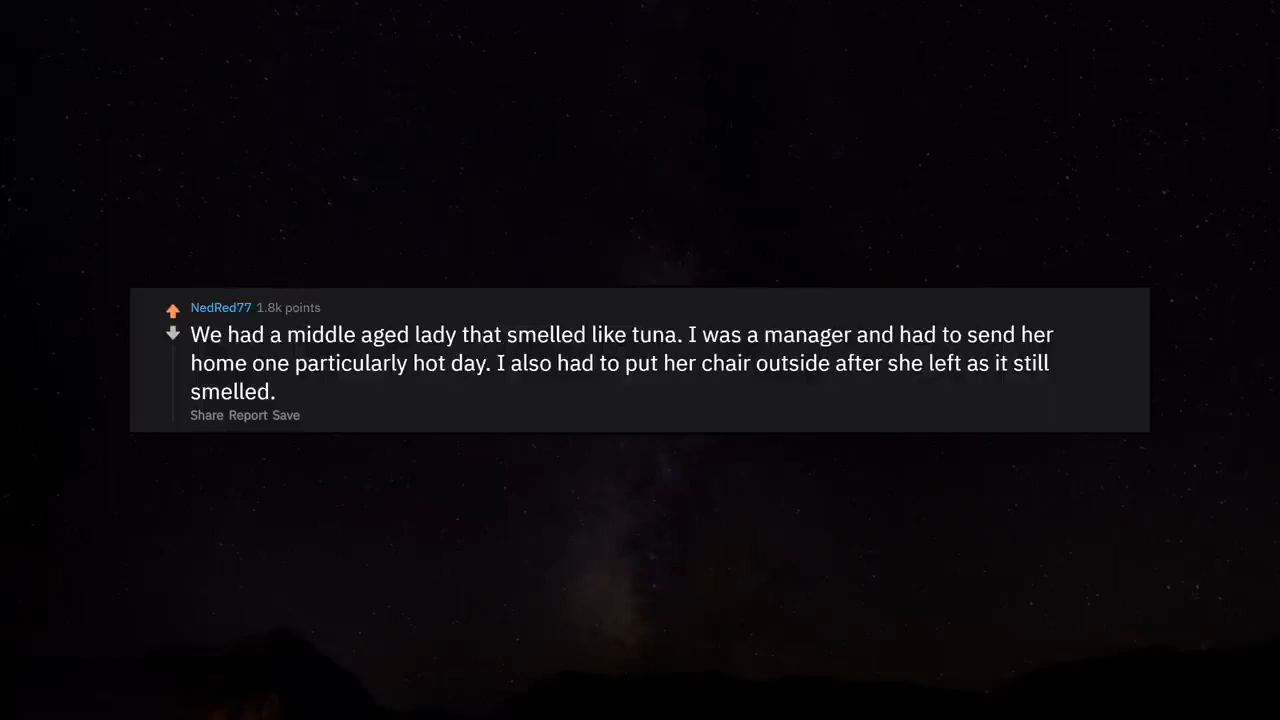 NedRed77 1.8k points
We had a middle aged lady that smelled like tuna. I was a manager and had to send her
home one particularly hot day. I also had to put her chair outside after she left as it still
smelled.
Share Report Save